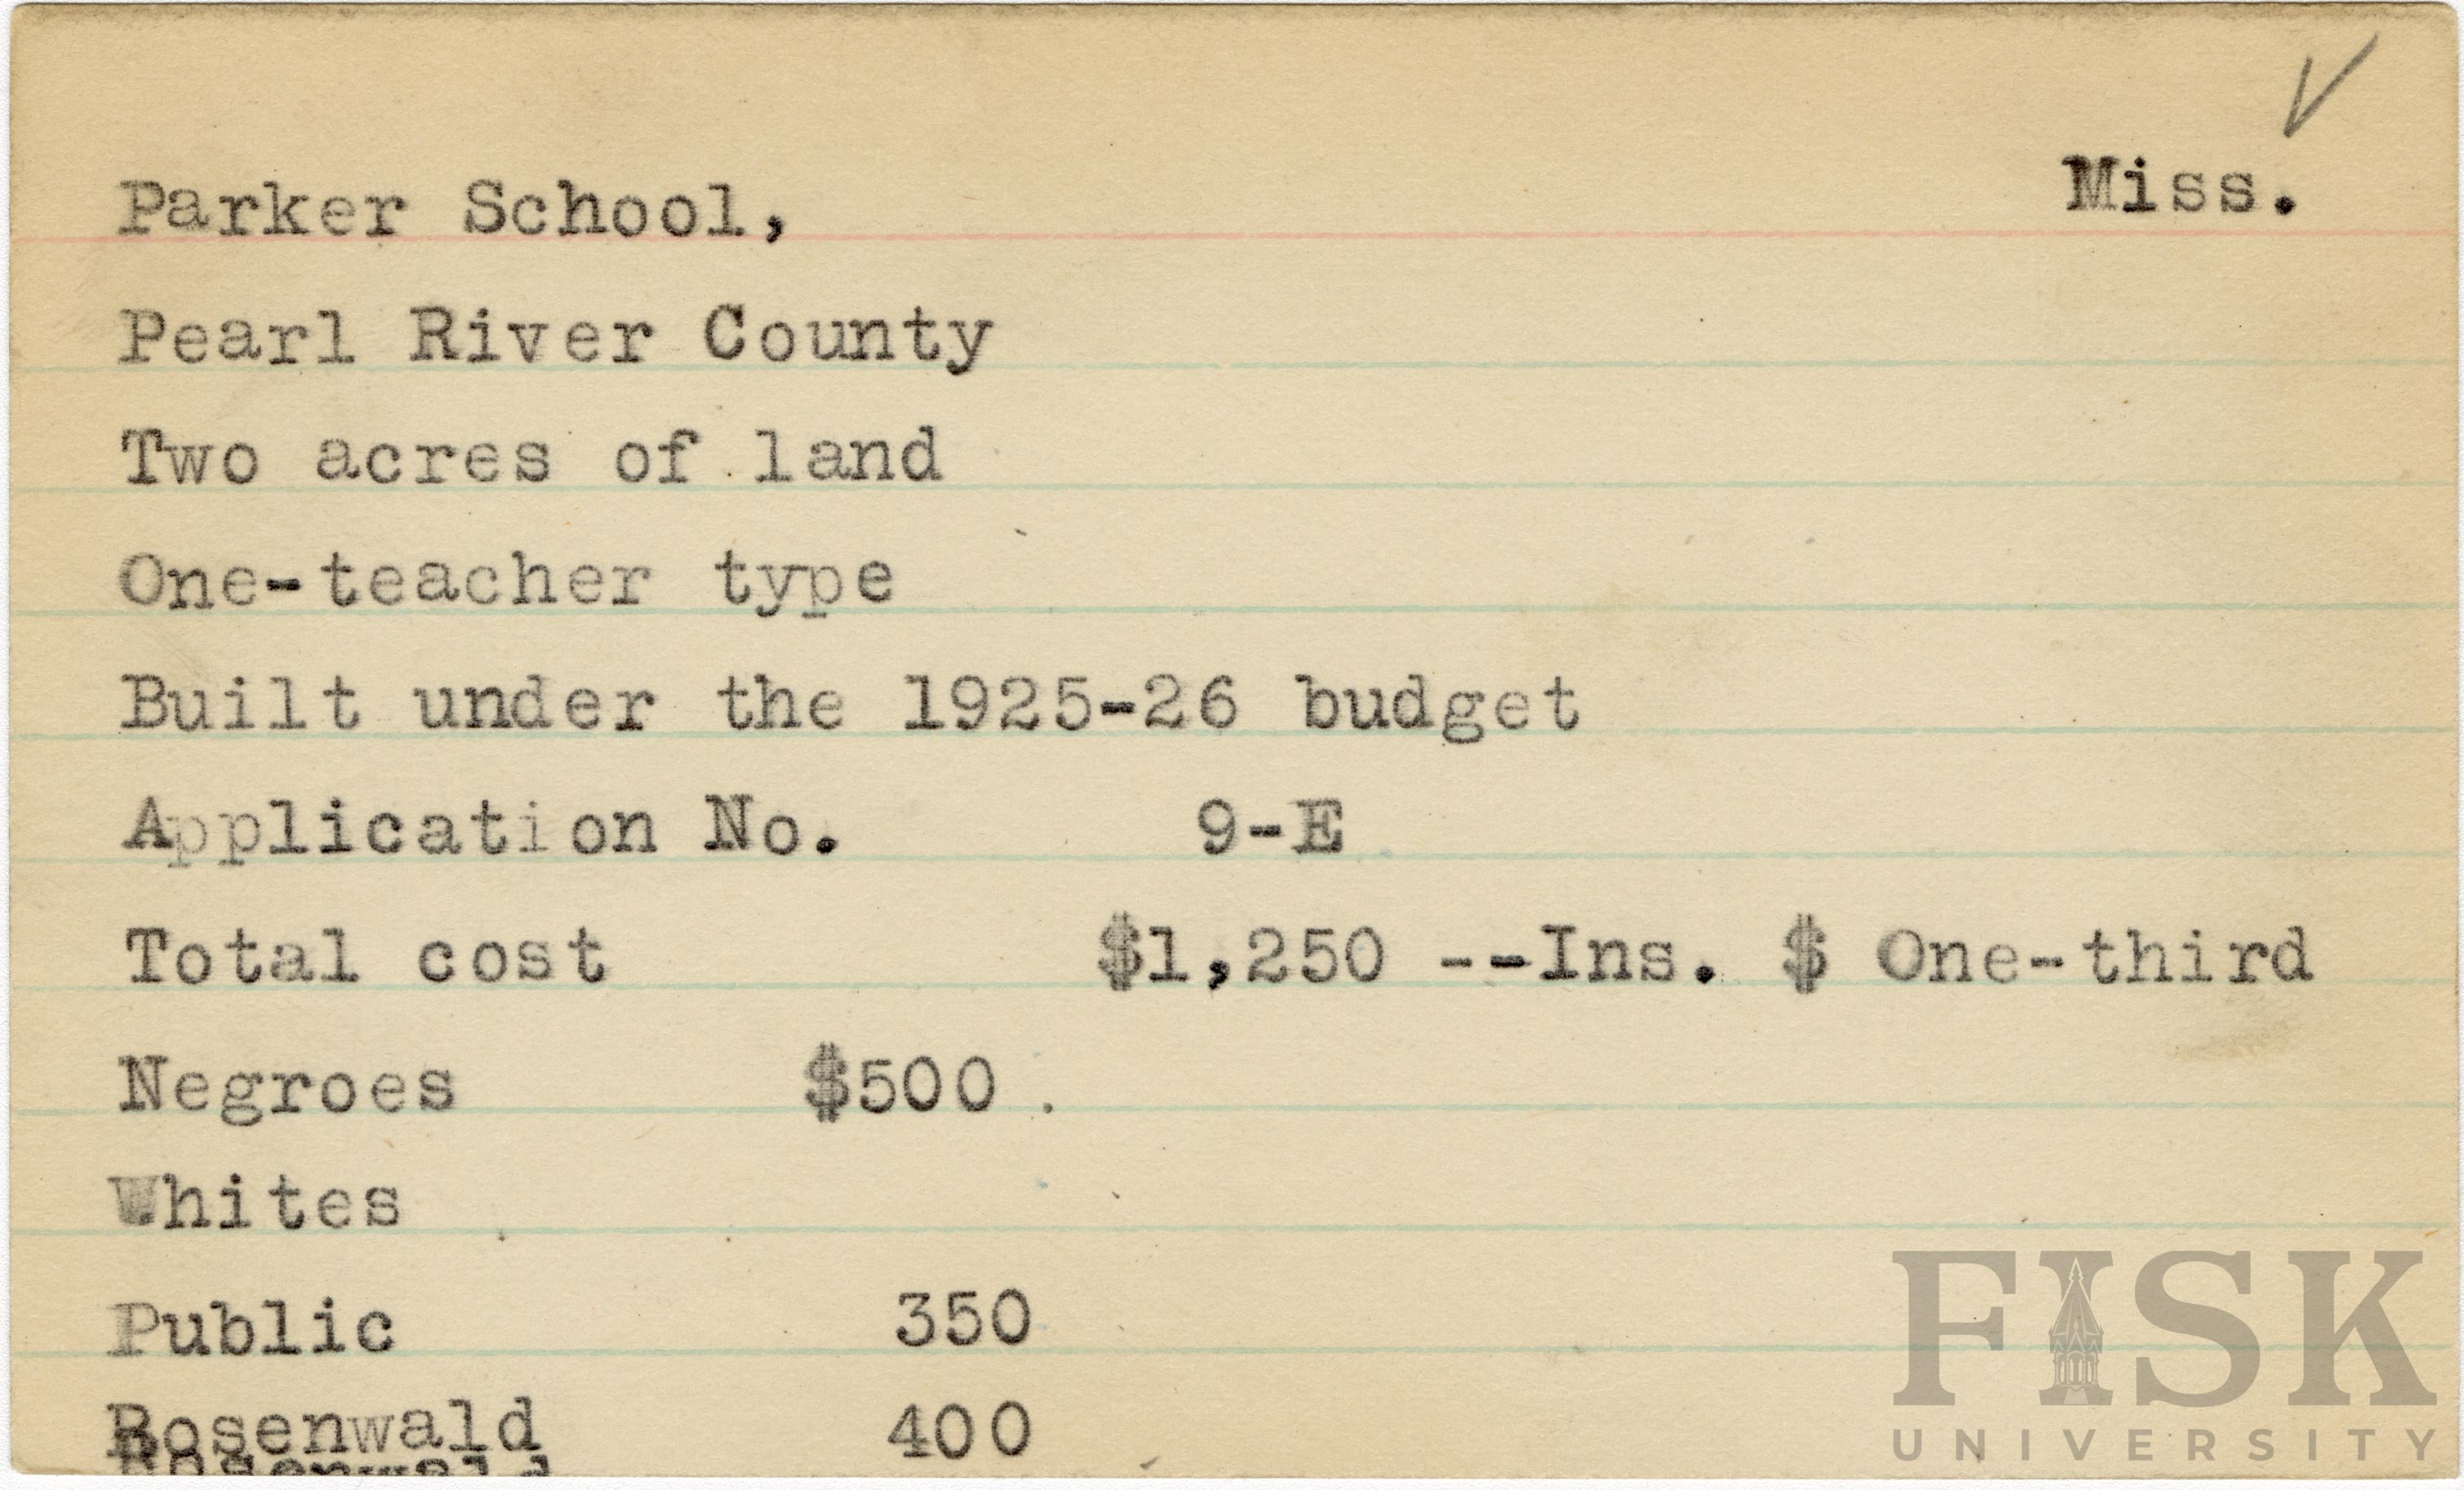 Miss.
Parker School,
Pearl River County
Two acres of land
One-teacher type
Built under the 1925-26 budget
Application No. 9-E
Total cost $1,250 --Ins. $ One-third
Negroes $500
Whites
Public 350
Rosenwald 400
Rosenwald
FISK
UNIVERSITY